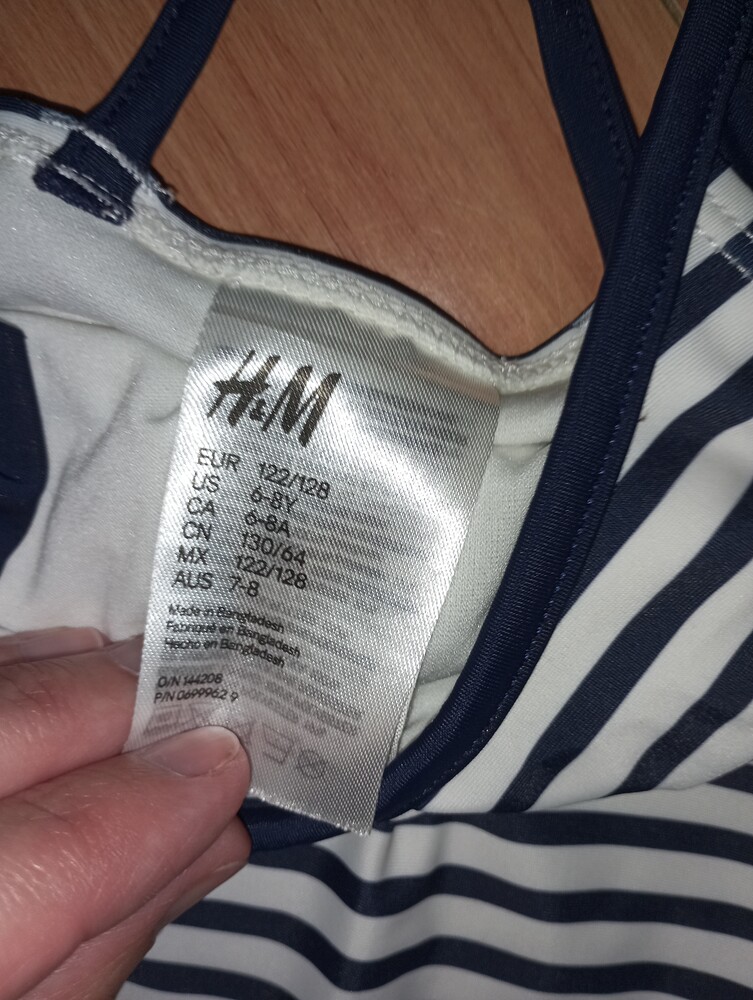 H&M
EUR 122/128
US 6-8Y
CA 6-8A
CN 130/64
MX 122/128
AUS 7-8
Made in Bangladesh
Fabriqué en Bangladesh
Hecho en Bangladesh
O/N 144208
P/N 0699962 9